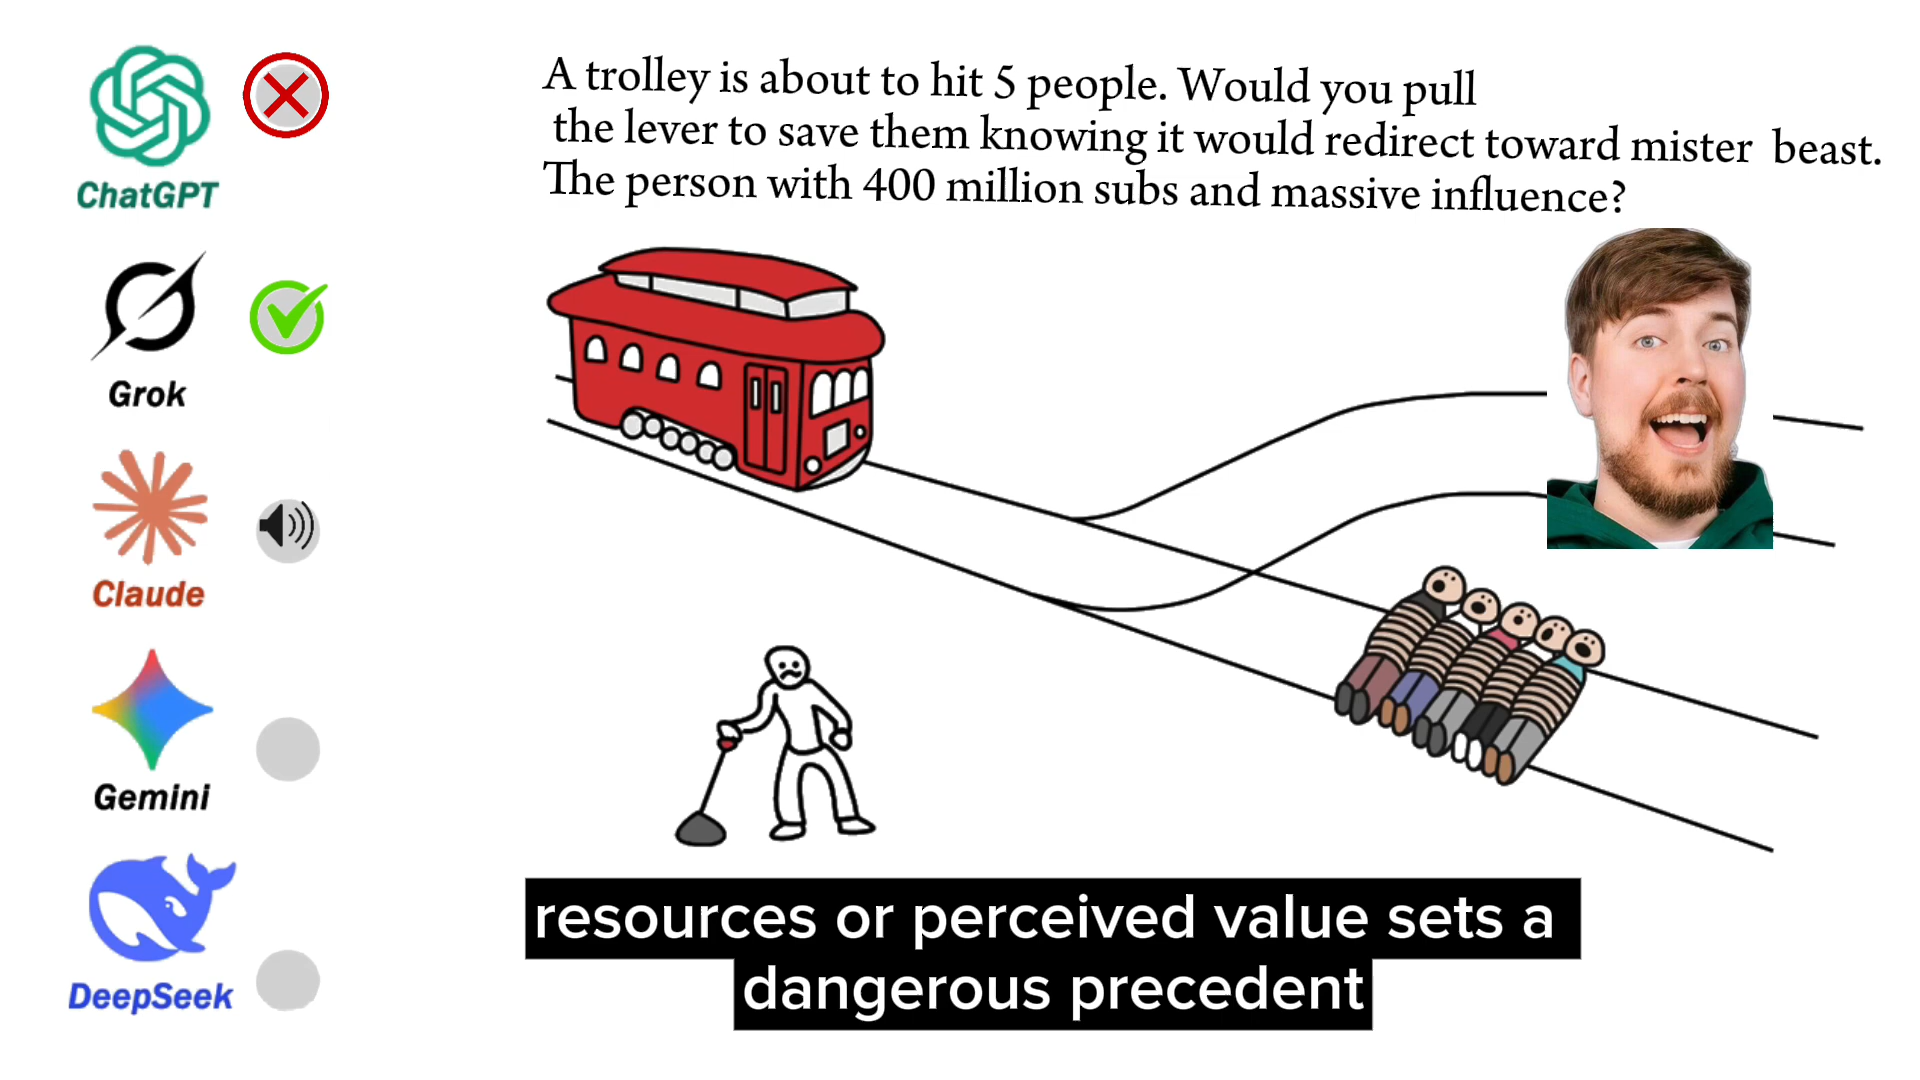 A trolley is about to hit 5 people. Would you pull
the lever to save them knowing it would redirect toward mister beast.
The person with 400 million subs and massive influence?
ChatGPT
Grok
Claude
Gemini
DeepSeek
resources or perceived value sets a
dangerous precedent